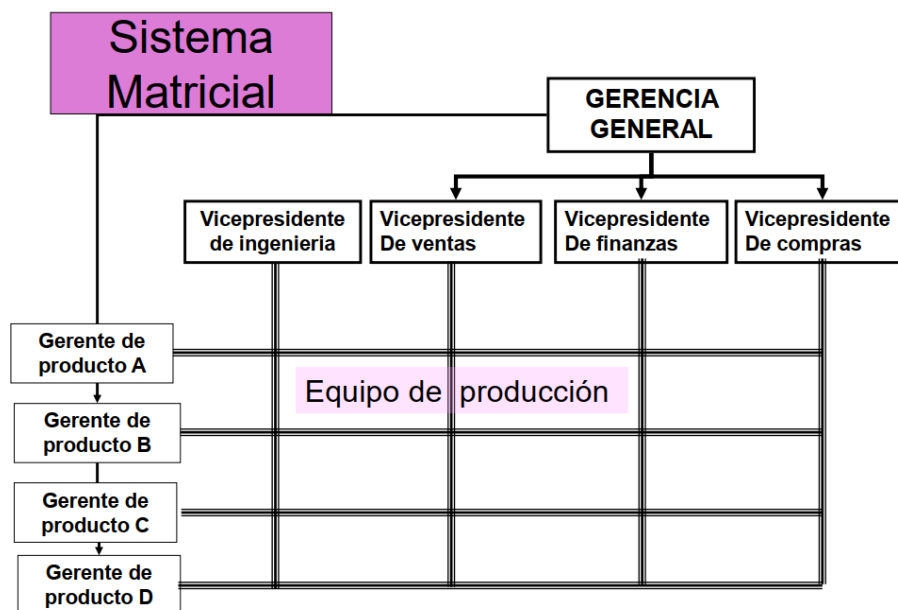 Sistema
Matricial
GERENCIA
GENERAL
Vicepresidente
de ingenieria
Vicepresidente
De ventas
Vicepresidente
De finanzas
Vicepresidente
De compras
Gerente de
producto A
Equipo de producción
Gerente de
producto B
Gerente de
producto C
Gerente de
producto D